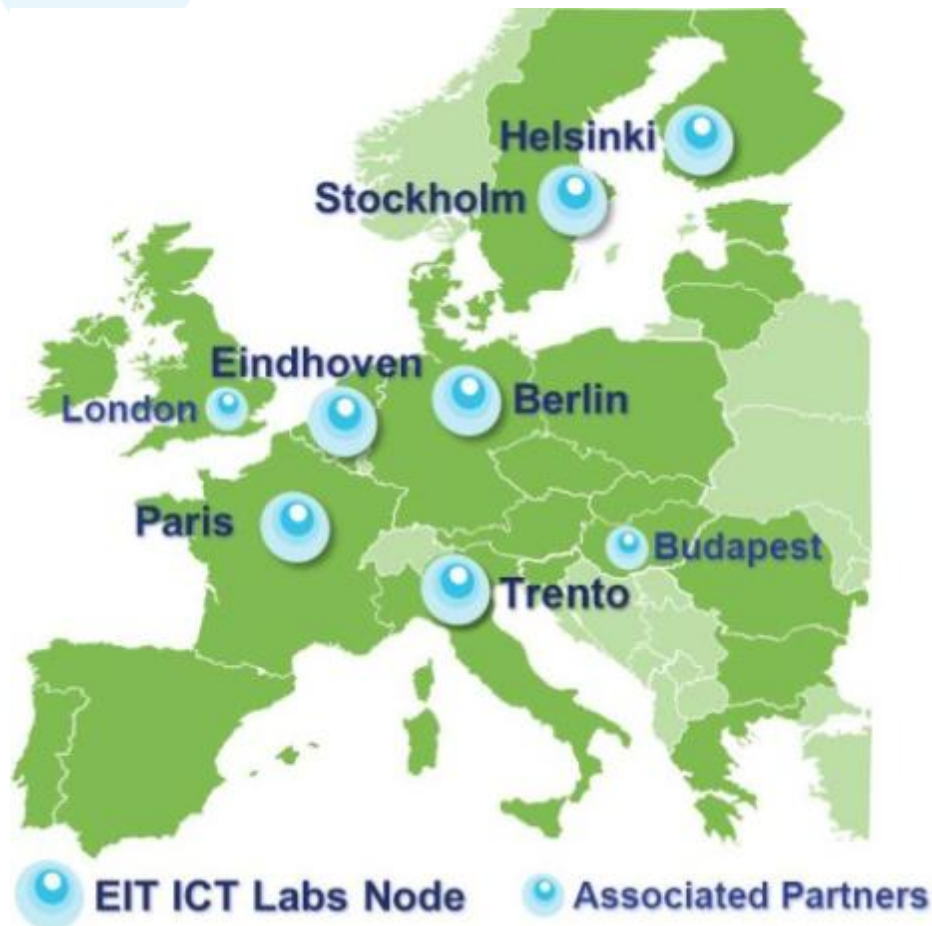 Helsinki
Stockholm
Eindhoven
London
Berlin
Paris
Budapest
Trento
EIT ICT Labs Node
Associated Partners